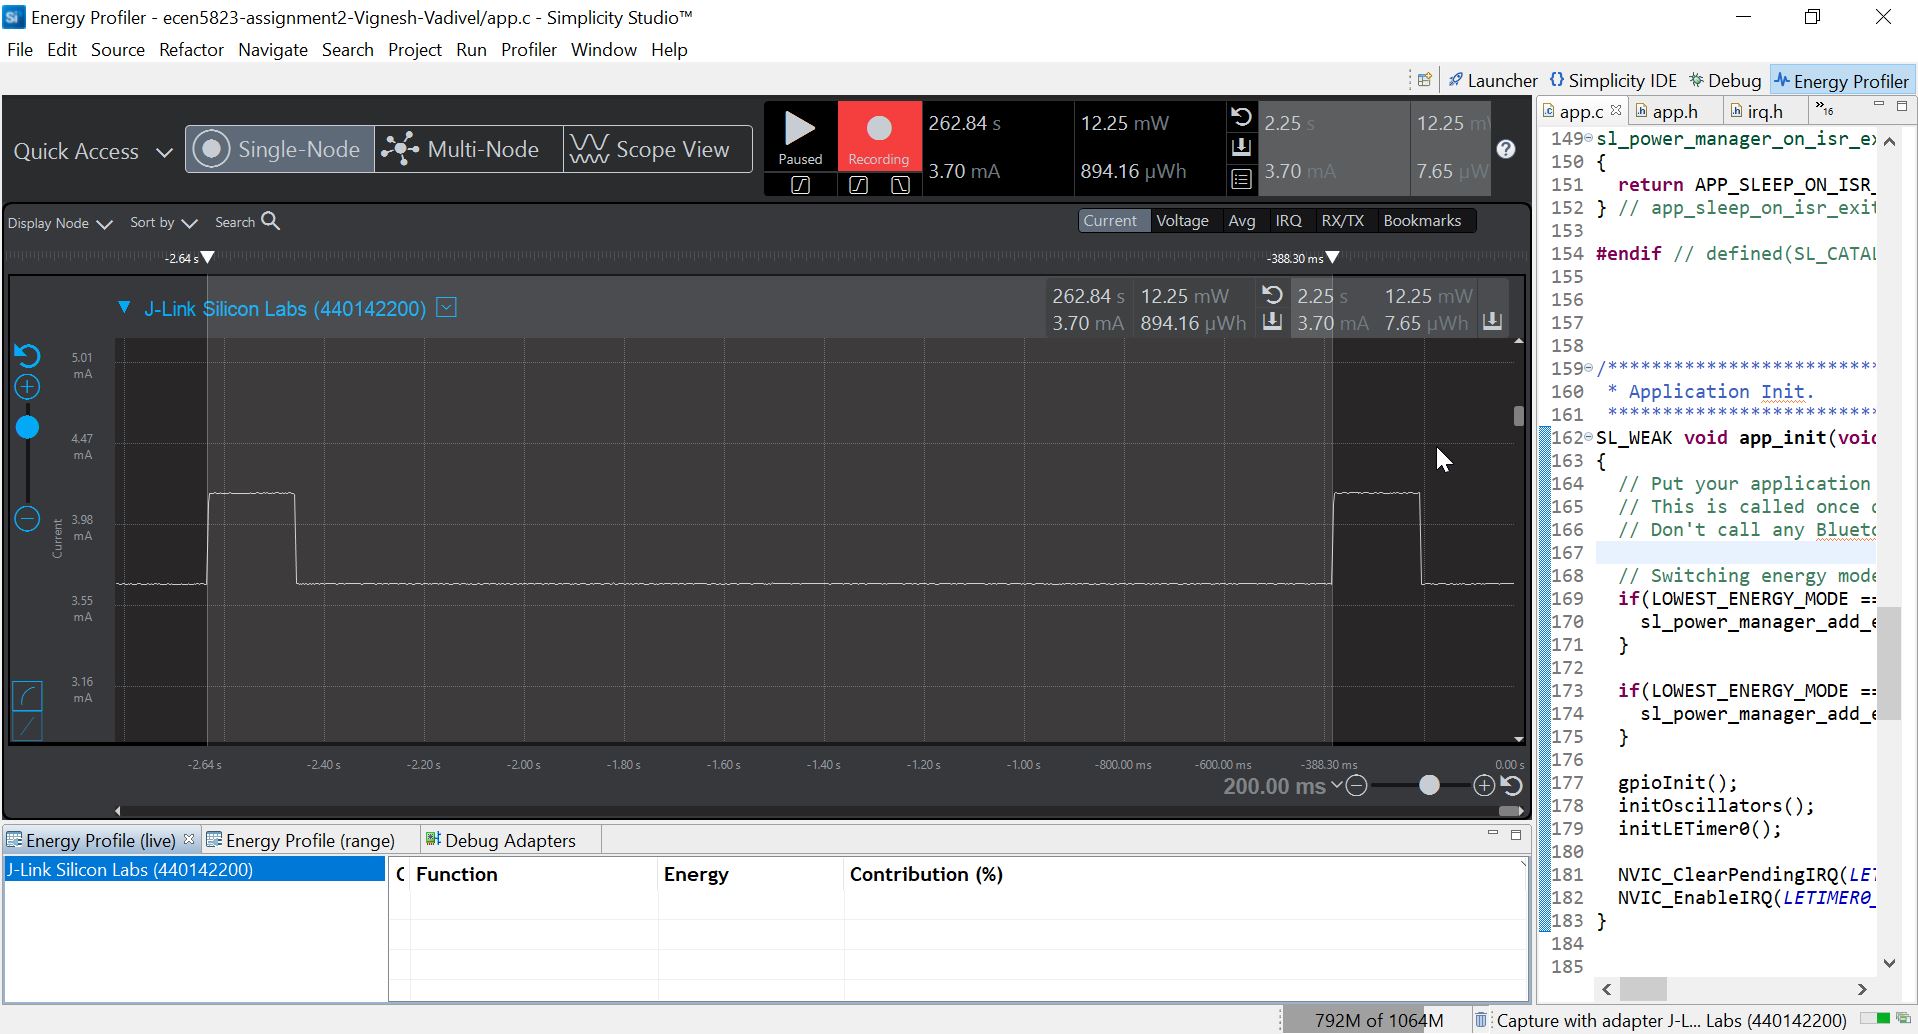 Si Energy Profiler - ecen5823-assignment2-Vignesh-Vadivel/app.c - Simplicity Studio™
File Edit Source Refactor Navigate Search Project Run Profiler Window Help
Launcher {} Simplicity IDE Debug Energy Profiler
Quick Access Single-Node Multi-Node Scope View
Paused Recording
262.84 s 12.25 mW
3.70 mA 894.16 µWh
2.25 s 12.25 mW
3.70 mA 7.65 µW
?
Display Node Sort by Search
Current Voltage Avg IRQ RX/TX Bookmarks
-2.64 s -388.30 ms
J-Link Silicon Labs (440142200)
262.84 s 12.25 mW 2.25 s 12.25 mW
3.70 mA 894.16 µWh 3.70 mA 7.65 µWh
5.01
mA
4.47
mA
3.98
mA
3.55
mA
3.16
mA
Current
-2.64 s -2.40 s -2.20 s -2.00 s -1.80 s -1.60 s -1.40 s -1.20 s -1.00 s -800.00 ms -600.00 ms -388.30 ms 0.00 s
200.00 ms
Energy Profile (live) Energy Profile (range) Debug Adapters
J-Link Silicon Labs (440142200)
C Function Energy Contribution (%)
app.c app.h irq.h »16
149 sl_power_manager_on_isr_e
150 {
151 return APP_SLEEP_ON_ISR_
152 } // app_sleep_on_isr_exit
153
154 #endif // defined(SL_CATAL
155
156
157
158
159 /*************************
160 * Application Init.
161 *************************
162 SL_WEAK void app_init(voi
163 {
164 // Put your application
165 // This is called once
166 // Don't call any Bluet
167
168 // Switching energy mode
169 if(LOWEST_ENERGY_MODE ==
170 sl_power_manager_add_
171 }
172
173 if(LOWEST_ENERGY_MODE ==
174 sl_power_manager_add_
175 }
176
177 gpioInit();
178 initOscillators();
179 initLETimer0();
180
181 NVIC_ClearPendingIRQ(LE
182 NVIC_EnableIRQ(LETIMER0_
183 }
184
185
792M of 1064M Capture with adapter J-L... Labs (440142200)